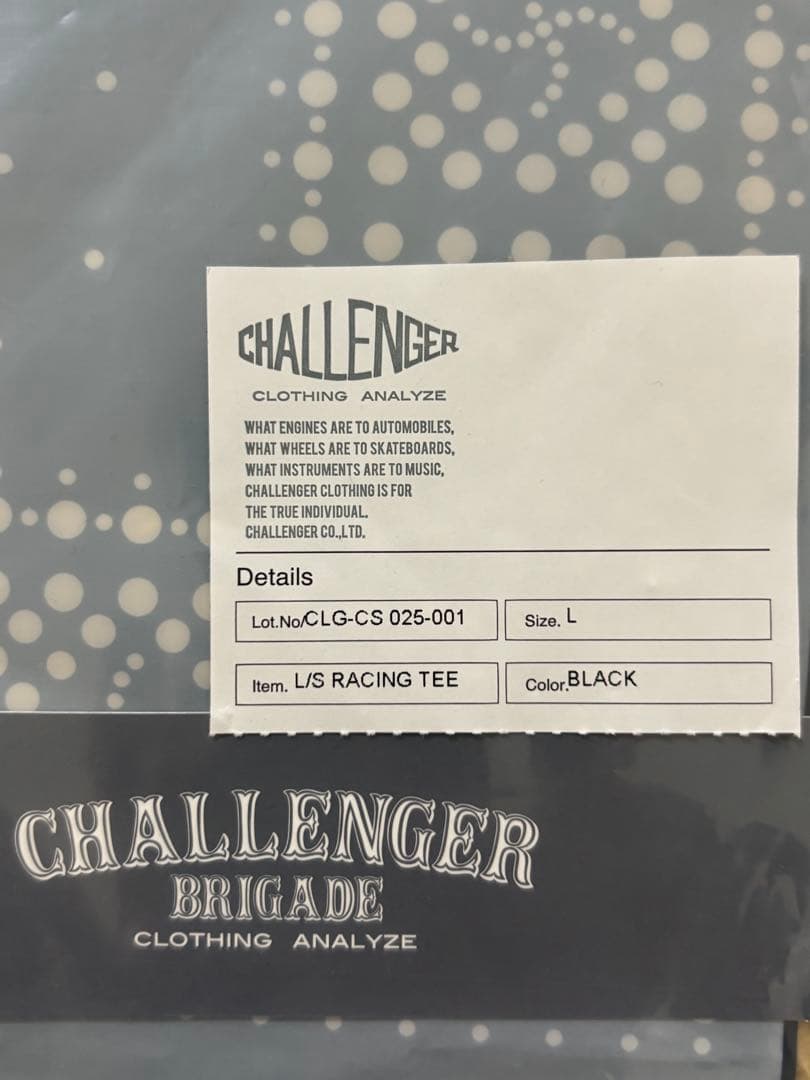 CHALLENGER
CLOTHING ANALYZE
WHAT ENGINES ARE TO AUTOMOBILES,
WHAT WHEELS ARE TO SKATEBOARDS,
WHAT INSTRUMENTS ARE TO MUSIC,
CHALLENGER CLOTHING IS FOR
THE TRUE INDIVIDUAL.
CHALLENGER CO.,LTD.
Details
Lot.No/CLG-CS 025-001 Size. L
Item. L/S RACING TEE Color.BLACK
CHALLENGER
BRIGADE
CLOTHING ANALYZE